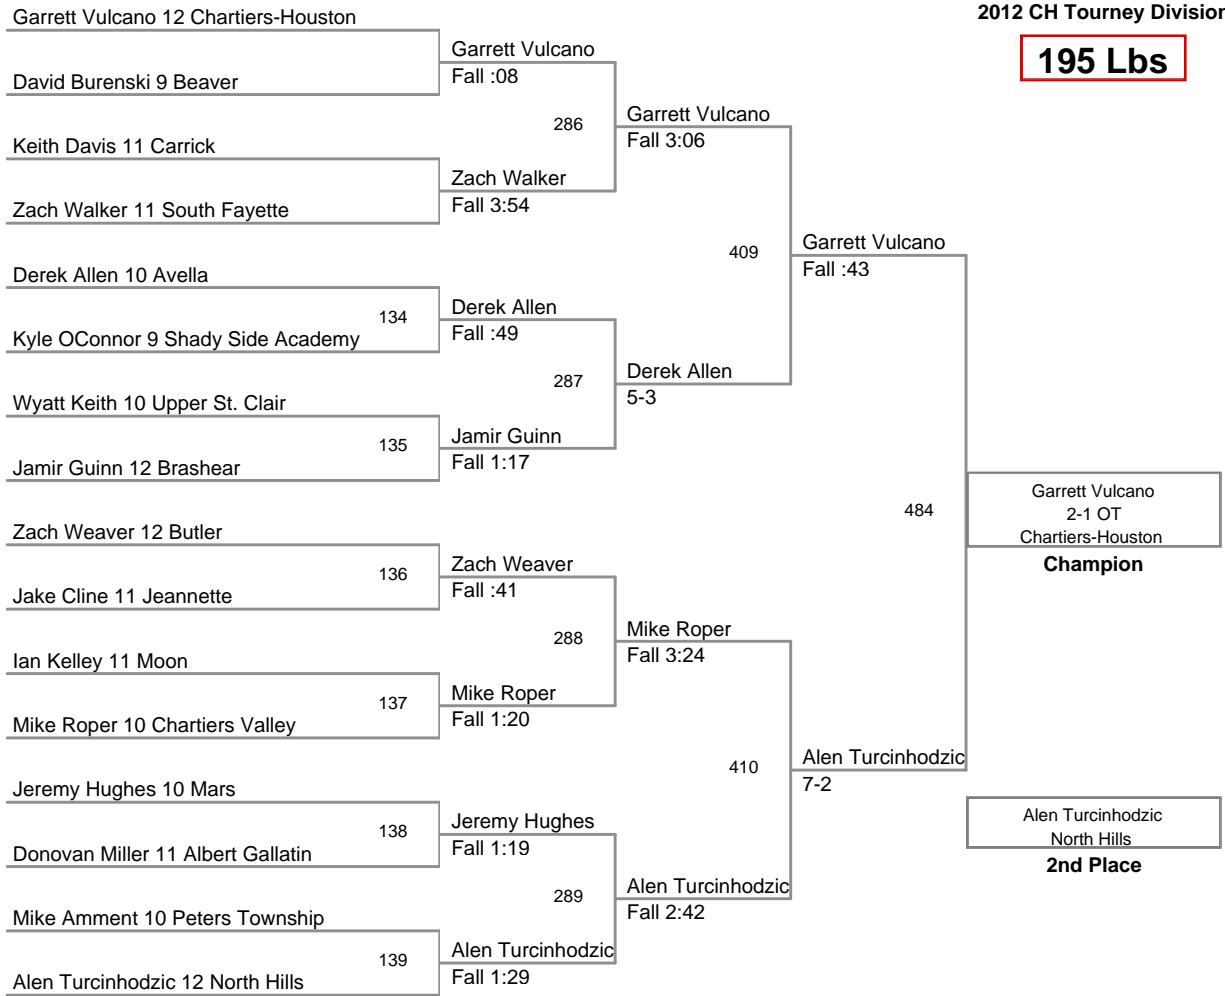 Garrett Vulcano 12 Chartiers-Houston
2012 CH Tourney Division
195 Lbs
Garrett Vulcano
Fall :08
David Burenski 9 Beaver
286
Garrett Vulcano
Fall 3:06
Keith Davis 11 Carrick
Zach Walker
Fall 3:54
Zach Walker 11 South Fayette
409
Garrett Vulcano
Fall :43
Derek Allen 10 Avella
134
Derek Allen
Fall :49
Kyle OConnor 9 Shady Side Academy
287
Derek Allen
5-3
Wyatt Keith 10 Upper St. Clair
135
Jamir Guinn
Fall 1:17
Jamir Guinn 12 Brashear
484
Garrett Vulcano
2-1 OT
Chartiers-Houston
Champion
Zach Weaver 12 Butler
136
Zach Weaver
Fall :41
Jake Cline 11 Jeannette
288
Mike Roper
Fall 3:24
Ian Kelley 11 Moon
137
Mike Roper
Fall 1:20
Mike Roper 10 Chartiers Valley
410
Alen Turcinhodzic
7-2
Jeremy Hughes 10 Mars
138
Jeremy Hughes
Fall 1:19
Donovan Miller 11 Albert Gallatin
Alen Turcinhodzic
North Hills
2nd Place
289
Alen Turcinhodzic
Fall 2:42
Mike Amment 10 Peters Township
139
Alen Turcinhodzic
Fall 1:29
Alen Turcinhodzic 12 North Hills